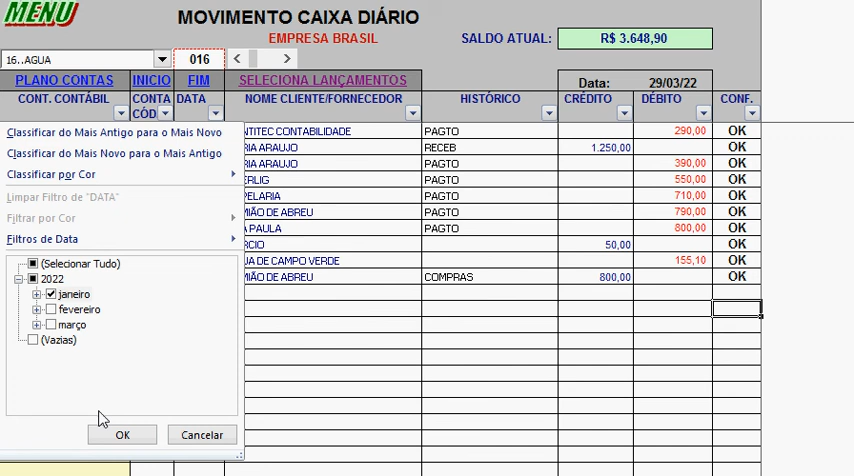 MENU
MOVIMENTO CAIXA DIÁRIO
EMPRESA BRASIL
SALDO ATUAL: R$ 3.648,90
16..AGUA 016 < >
PLANO CONTAS INICIO FIM SELECIONA LANÇAMENTOS Data: 29/03/22
CONT. CONTÁBIL CONTA CÓD DATA NOME CLIENTE/FORNECEDOR HISTÓRICO CRÉDITO DÉBITO CONF.
ANTITEC CONTABILIDADE PAGTO 290,00 OK
RIA ARAUJO RECEB 1.250,00 OK
RIA ARAUJO PAGTO 390,00 OK
ERLIG PAGTO 550,00 OK
PELARIA PAGTO 710,00 OK
MIÃO DE ABREU PAGTO 790,00 OK
A PAULA PAGTO 800,00 OK
RCIO 50,00 OK
UA DE CAMPO VERDE 155,10 OK
MIÃO DE ABREU COMPRAS 800,00 OK
Classificar do Mais Antigo para o Mais Novo
Classificar do Mais Novo para o Mais Antigo
Classificar por Cor
Limpar Filtro de "DATA"
Filtrar por Cor
Filtros de Data
(Selecionar Tudo)
2022
janeiro
fevereiro
março
(Vazias)
OK Cancelar